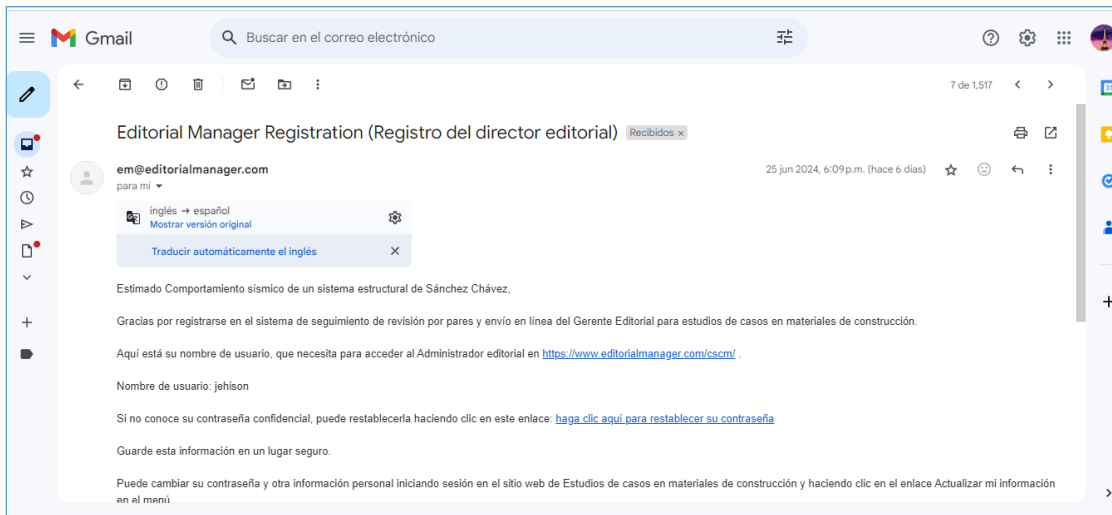 Gmail
Buscar en el correo electrónico
7 de 1,517
Editorial Manager Registration (Registro del director editorial) Recibidos ×
em@editorialmanager.com
25 jun 2024, 6:09 p.m. (hace 6 días)
para mí
inglés → español
Mostrar versión original
Traducir automáticamente el inglés
Estimado Comportamiento sísmico de un sistema estructural de Sánchez Chávez,
Gracias por registrarse en el sistema de seguimiento de revisión por pares y envío en línea del Gerente Editorial para estudios de casos en materiales de construcción.
Aquí está su nombre de usuario, que necesita para acceder al Administrador editorial en https://www.editorialmanager.com/cscm/ .
Nombre de usuario: jehison
Si no conoce su contraseña confidencial, puede restablecerla haciendo clic en este enlace: haga clic aquí para restablecer su contraseña
Guarde esta información en un lugar seguro.
Puede cambiar su contraseña y otra información personal iniciando sesión en el sitio web de Estudios de casos en materiales de construcción y haciendo clic en el enlace Actualizar mi información
en el menú